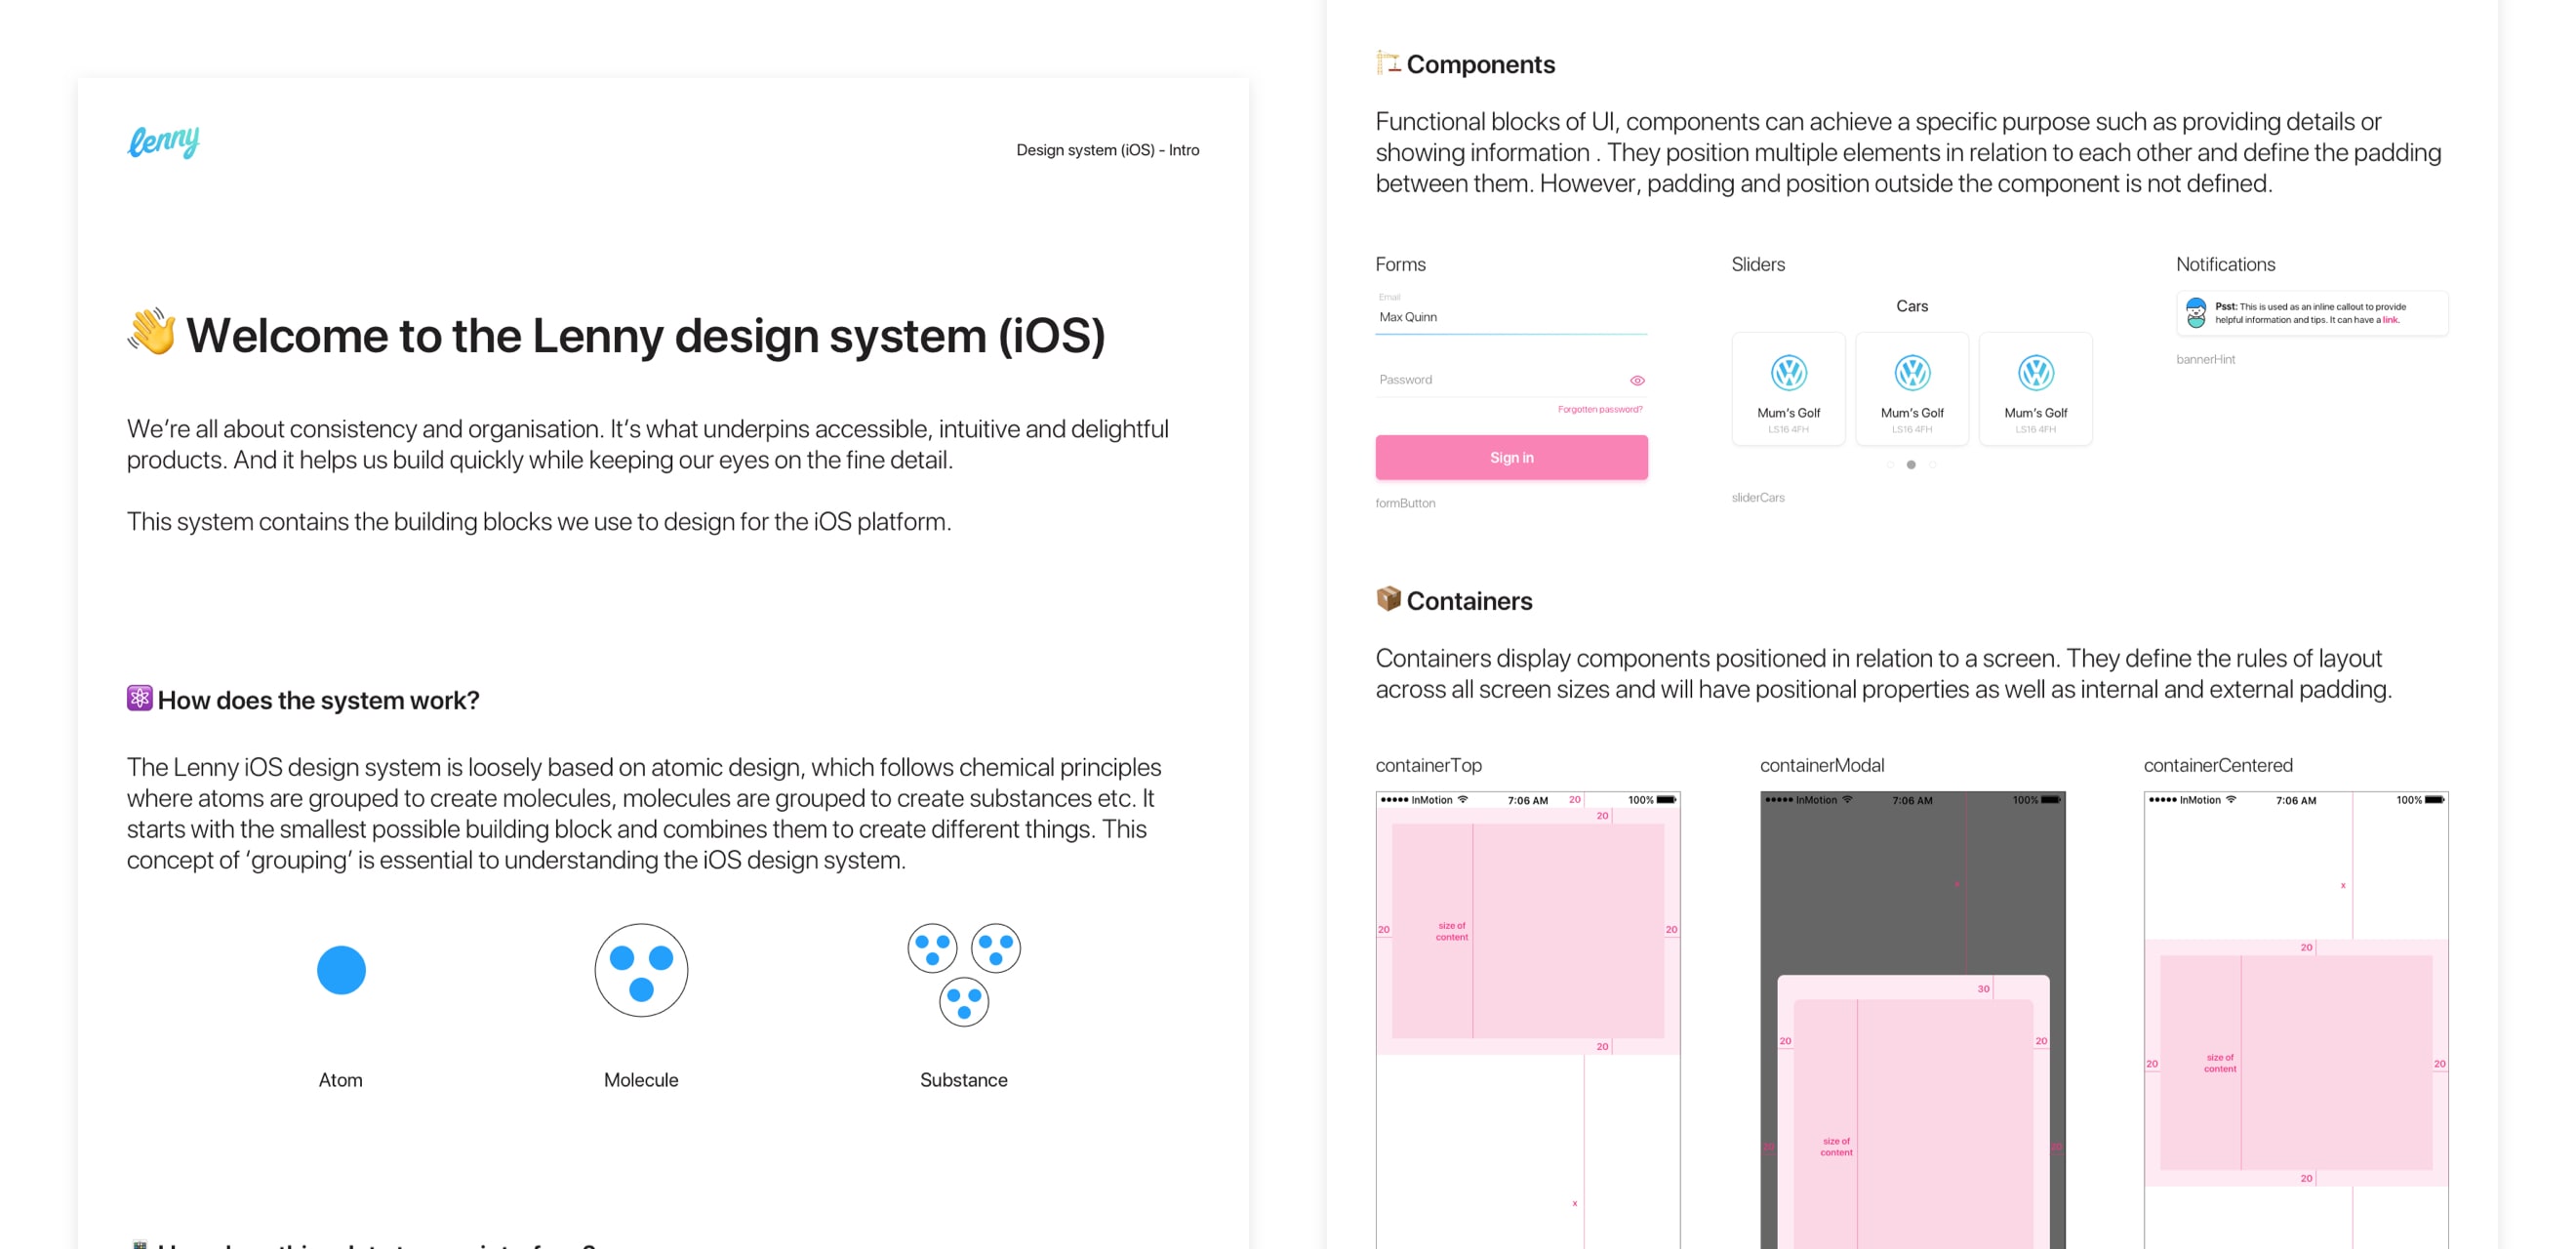 lenny
Design system (iOS) - Intro
👋 Welcome to the Lenny design system (iOS)
We’re all about consistency and organisation. It’s what underpins accessible, intuitive and delightful
products. And it helps us build quickly while keeping our eyes on the fine detail.
This system contains the building blocks we use to design for the iOS platform.
⚛️ How does the system work?
The Lenny iOS design system is loosely based on atomic design, which follows chemical principles
where atoms are grouped to create molecules, molecules are grouped to create substances etc. It
starts with the smallest possible building block and combines them to create different things. This
concept of ‘grouping’ is essential to understanding the iOS design system.
Atom
Molecule
Substance
🏗 Components
Functional blocks of UI, components can achieve a specific purpose such as providing details or
showing information . They position multiple elements in relation to each other and define the padding
between them. However, padding and position outside the component is not defined.
Forms
Email
Max Quinn
Password
Forgotten password?
Sign in
formButton
Sliders
Cars
Mum’s Golf
LS16 4FH
Mum’s Golf
LS16 4FH
Mum’s Golf
LS16 4FH
sliderCars
Notifications
Psst: This is used as an inline callout to provide
helpful information and tips. It can have a link.
bannerHint
📦 Containers
Containers display components positioned in relation to a screen. They define the rules of layout
across all screen sizes and will have positional properties as well as internal and external padding.
containerTop
InMotion 7:06 AM 20 100%
20
size of
content
20
20
20
x
containerModal
InMotion 7:06 AM 100%
x
30
20
20
size of
content
20
20
containerCentered
InMotion 7:06 AM 100%
x
20
size of
content
20
20
20